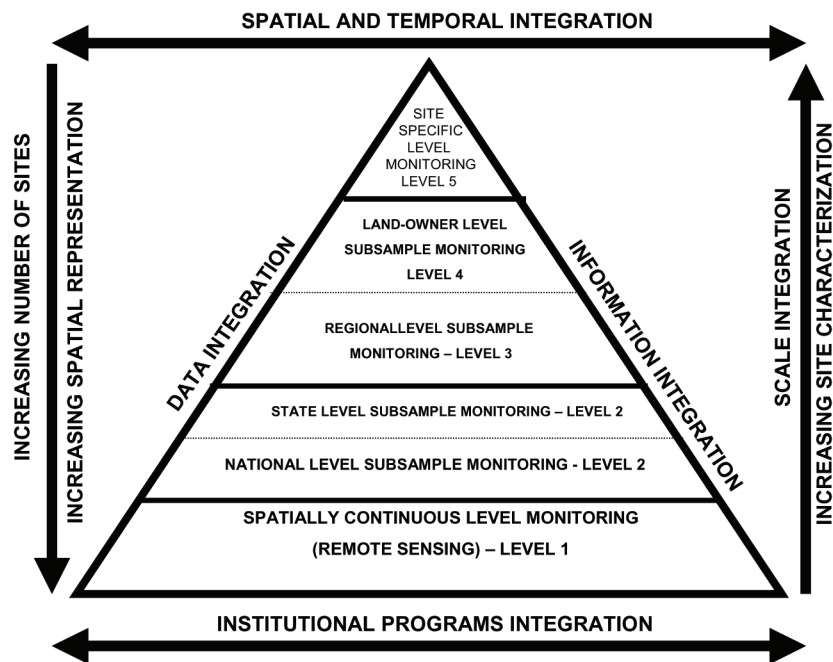 SPATIAL AND TEMPORAL INTEGRATION
INCREASING NUMBER OF SITES
INCREASING SPATIAL REPRESENTATION
DATA INTEGRATION
SITE
SPECIFIC
LEVEL
MONITORING
LEVEL 5
LAND-OWNER LEVEL
SUBSAMPLE MONITORING
LEVEL 4
REGIONALLEVEL SUBSAMPLE
MONITORING – LEVEL 3
STATE LEVEL SUBSAMPLE MONITORING – LEVEL 2
NATIONAL LEVEL SUBSAMPLE MONITORING - LEVEL 2
SPATIALLY CONTINUOUS LEVEL MONITORING
(REMOTE SENSING) – LEVEL 1
INFORMATION INTEGRATION
SCALE INTEGRATION
INCREASING SITE CHARACTERIZATION
INSTITUTIONAL PROGRAMS INTEGRATION